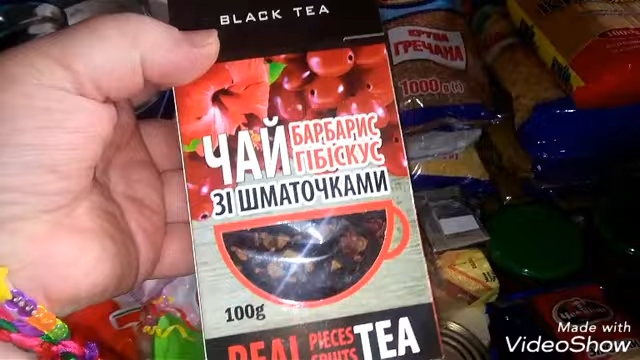 BLACK TEA
ЧАЙ
БАРБАРИС
ГІБІСКУС
ЗІ ШМАТОЧКАМИ
100g
REAL PIECES
FRUITS TEA
КРУПА
ГРЕЧАНА
1000
Made with
VideoShow